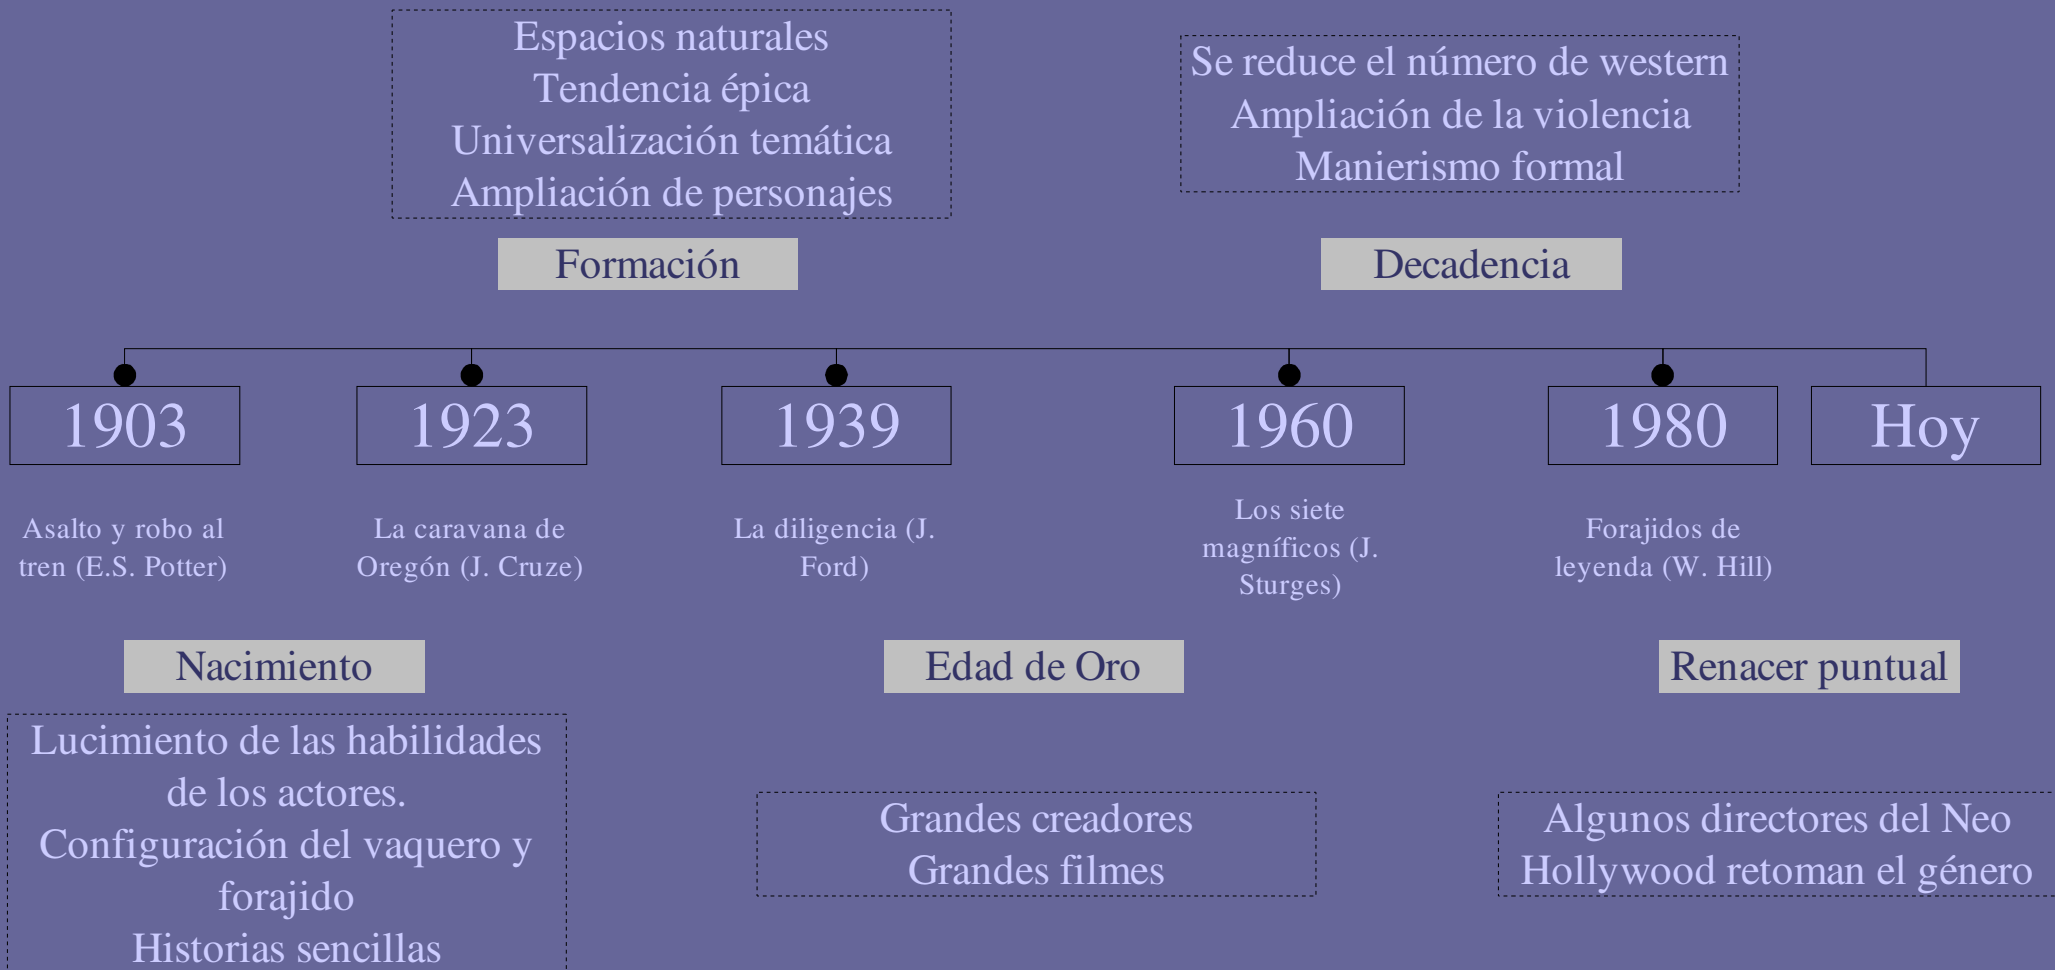 Espacios naturales
Tendencia épica
Universalización temática
Ampliación de personajes
Se reduce el número de western
Ampliación de la violencia
Manierismo formal
Formación
Decadencia
1903
1923
1939
1960
1980
Hoy
Asalto y robo al
tren (E.S. Potter)
La caravana de
Oregón (J. Cruze)
La diligencia (J.
Ford)
Los siete
magníficos (J.
Sturges)
Forajidos de
leyenda (W. Hill)
Nacimiento
Edad de Oro
Renacer puntual
Lucimiento de las habilidades
de los actores.
Configuración del vaquero y
forajido
Historias sencillas
Grandes creadores
Grandes filmes
Algunos directores del Neo
Hollywood retoman el género